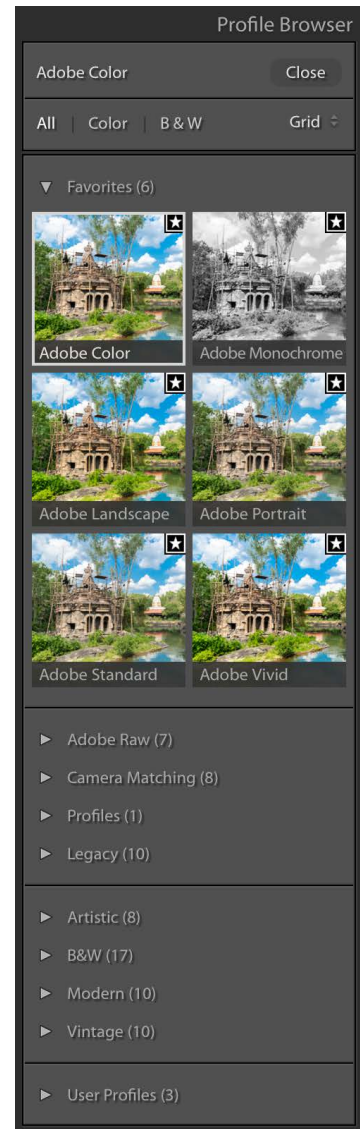 Profile Browser
Adobe Color Close
All | Color | B & W Grid
Favorites (6)
Adobe Color Adobe Monochrome
Adobe Landscape Adobe Portrait
Adobe Standard Adobe Vivid
Adobe Raw (7)
Camera Matching (8)
Profiles (1)
Legacy (10)
Artistic (8)
B&W (17)
Modern (10)
Vintage (10)
User Profiles (3)